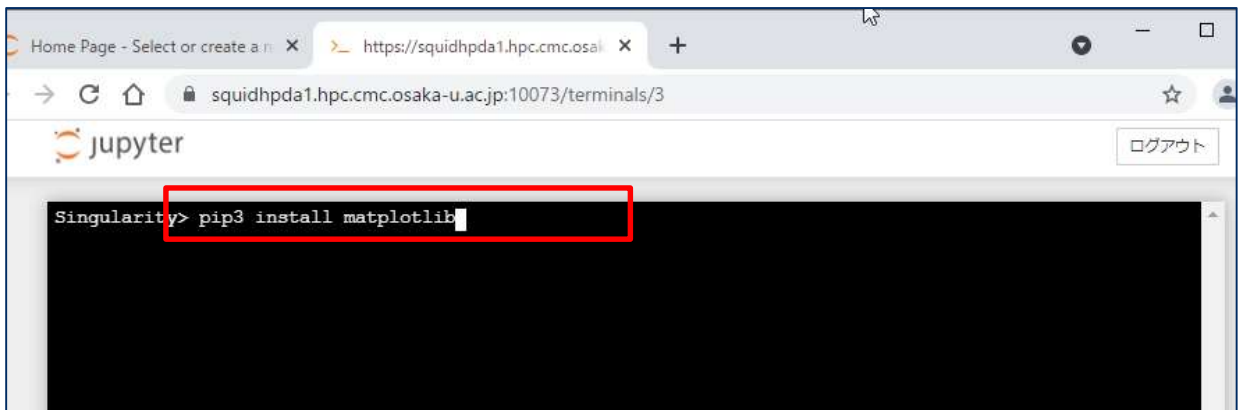 Home Page - Select or create a n
https://squidhpda1.hpc.cmc.osak
squidhpda1.hpc.cmc.osaka-u.ac.jp:10073/terminals/3
jupyter
ログアウト
Singularity> pip3 install matplotlib